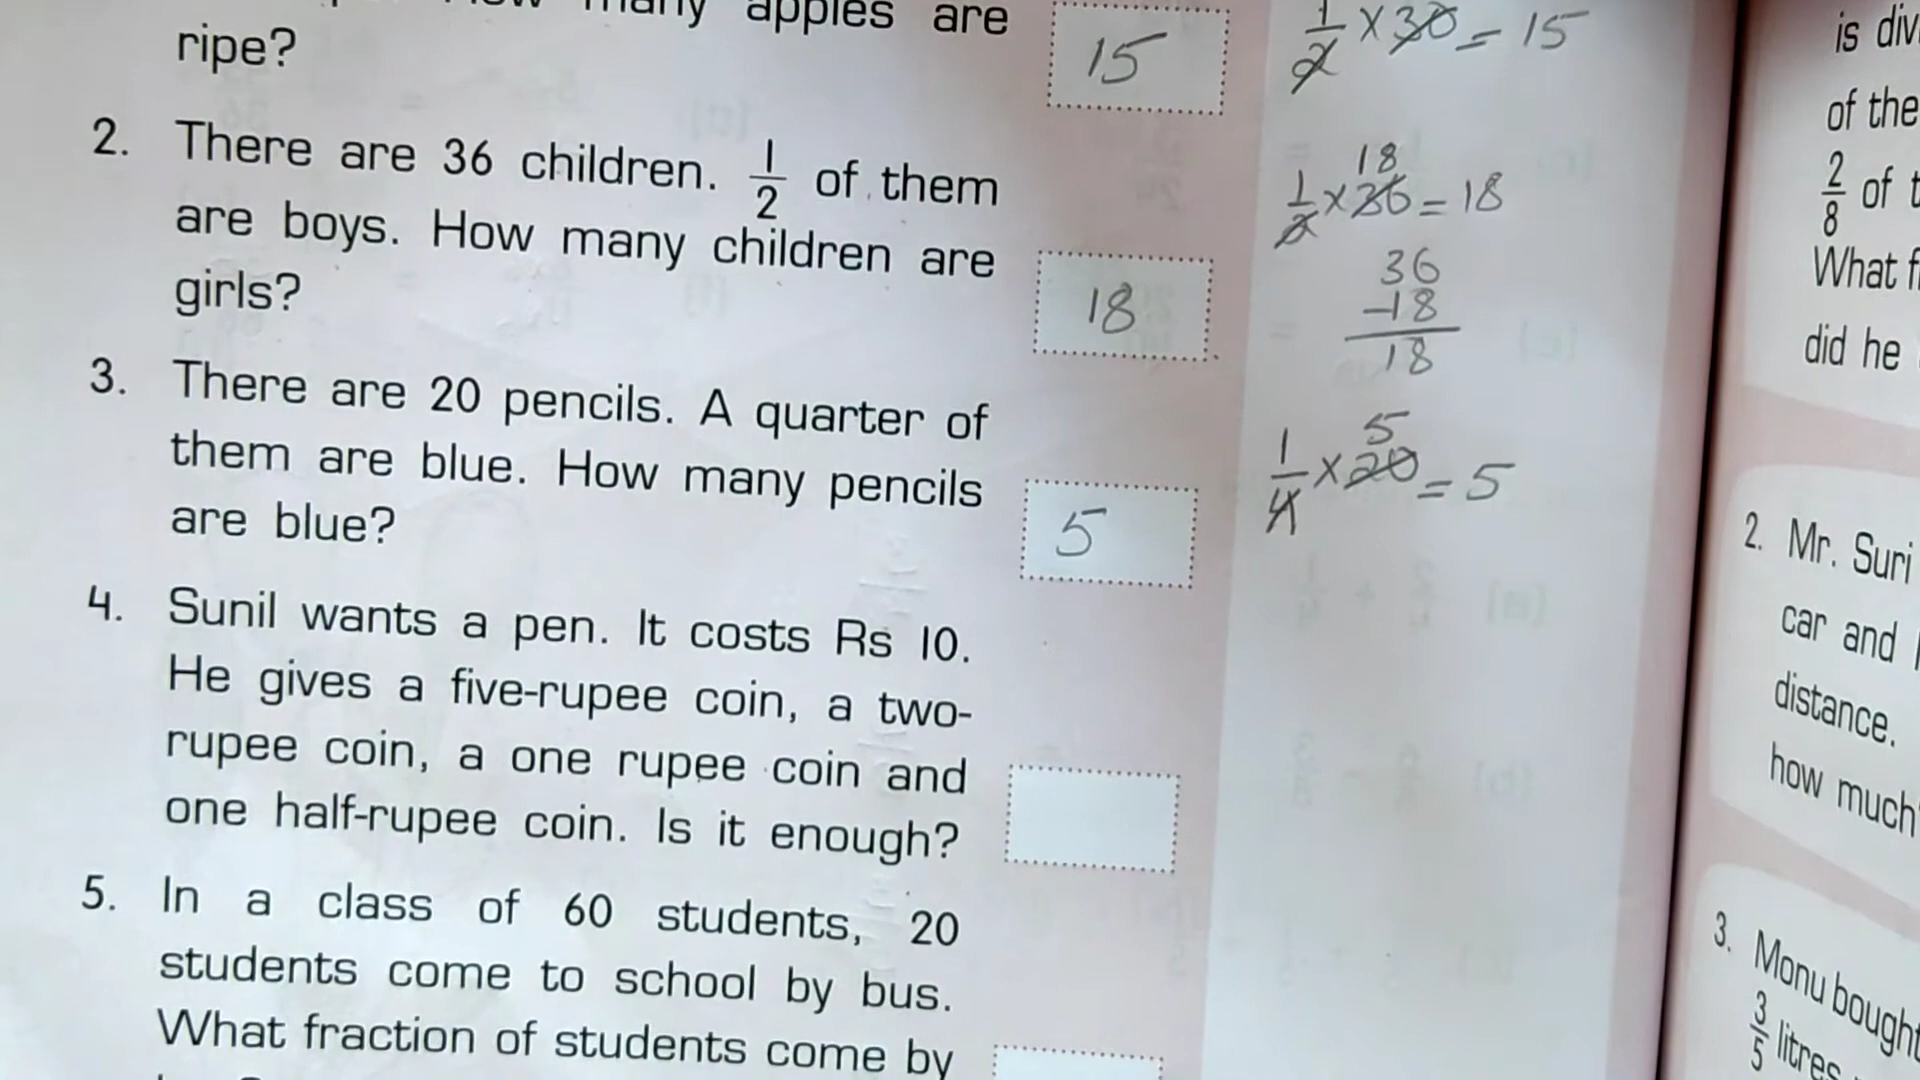 many apples are
ripe?
15
1/2 × 30 = 15
2. There are 36 children. 1/2 of them
are boys. How many children are
girls?
18
18
1/2 × 36 = 18
36
-18
18
3. There are 20 pencils. A quarter of
them are blue. How many pencils
are blue?
5
5
1/4 × 20 = 5
4. Sunil wants a pen. It costs Rs 10.
He gives a five-rupee coin, a two-
rupee coin, a one rupee coin and
one half-rupee coin. Is it enough?
5. In a class of 60 students, 20
students come to school by bus.
What fraction of students come by
is div
of the
2/8 of t
What f
did he
2. Mr. Suri
car and
distance.
how much
3. Monu bought
3/5 litres